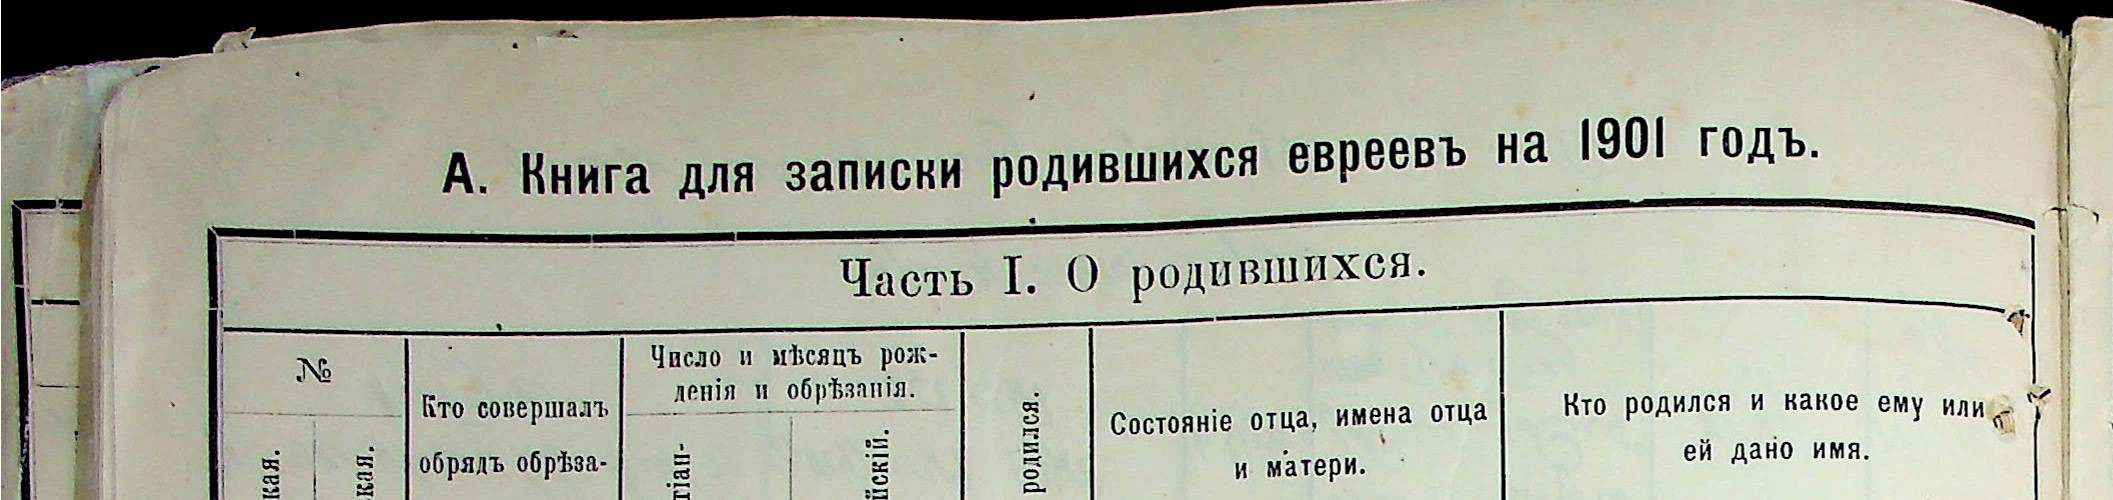 А. Книга для записки родившихся евреевъ на 1901 годъ.
Часть I. О родившихся.
№
Кто совершалъ
обрядъ обрѣза-
Число и мѣсяцъ рож-
денія и обрѣзанія.
родился.
Состояніе отца, имена отца
и матери.
Кто родился и какое ему или
ей дано имя.